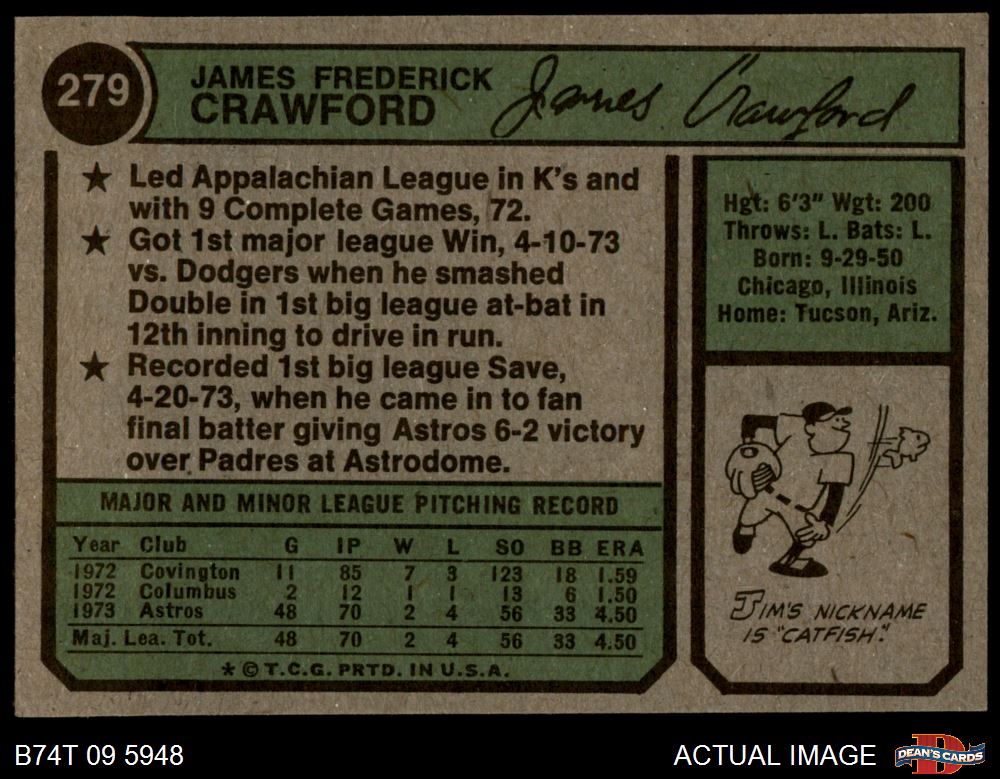 279
JAMES FREDERICK
CRAWFORD
James Crawford
★ Led Appalachian League in K's and
with 9 Complete Games, 72.
★ Got 1st major league Win, 4-10-73
vs. Dodgers when he smashed
Double in 1st big league at-bat in
12th inning to drive in run.
★ Recorded 1st big league Save,
4-20-73, when he came in to fan
final batter giving Astros 6-2 victory
over Padres at Astrodome.
MAJOR AND MINOR LEAGUE PITCHING RECORD
Year Club G IP W L SO BB ERA
1972 Covington 11 85 7 3 123 18 1.59
1972 Columbus 2 12 1 1 13 6 1.50
1973 Astros 48 70 2 4 56 33 4.50
Maj. Lea. Tot. 48 70 2 4 56 33 4.50
★ © T.C.G. PRTD. IN U.S.A.
Hgt: 6'3" Wgt: 200
Throws: L. Bats: L.
Born: 9-29-50
Chicago, Illinois
Home: Tucson, Ariz.
JIM'S NICKNAME
IS "CATFISH."
B74T 09 5948
ACTUAL IMAGE
DEAN'S CARDS